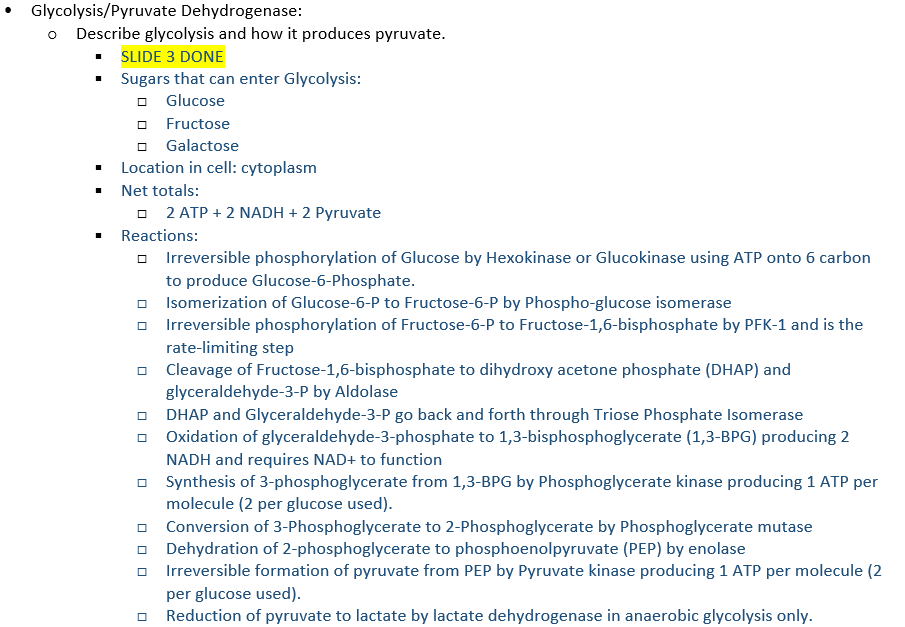 Glycolysis/Pyruvate Dehydrogenase:
Describe glycolysis and how it produces pyruvate.
SLIDE 3 DONE
Sugars that can enter Glycolysis:
Glucose
Fructose
Galactose
Location in cell: cytoplasm
Net totals:
2 ATP + 2 NADH + 2 Pyruvate
Reactions:
Irreversible phosphorylation of Glucose by Hexokinase or Glucokinase using ATP onto 6 carbon
to produce Glucose-6-Phosphate.
Isomerization of Glucose-6-P to Fructose-6-P by Phospho-glucose isomerase
Irreversible phosphorylation of Fructose-6-P to Fructose-1,6-bisphosphate by PFK-1 and is the
rate-limiting step
Cleavage of Fructose-1,6-bisphosphate to dihydroxy acetone phosphate (DHAP) and
glyceraldehyde-3-P by Aldolase
DHAP and Glyceraldehyde-3-P go back and forth through Triose Phosphate Isomerase
Oxidation of glyceraldehyde-3-phosphate to 1,3-bisphosphoglycerate (1,3-BPG) producing 2
NADH and requires NAD+ to function
Synthesis of 3-phosphoglycerate from 1,3-BPG by Phosphoglycerate kinase producing 1 ATP per
molecule (2 per glucose used).
Conversion of 3-Phosphoglycerate to 2-Phosphoglycerate by Phosphoglycerate mutase
Dehydration of 2-phosphoglycerate to phosphoenolpyruvate (PEP) by enolase
Irreversible formation of pyruvate from PEP by Pyruvate kinase producing 1 ATP per molecule (2
per glucose used).
Reduction of pyruvate to lactate by lactate dehydrogenase in anaerobic glycolysis only.